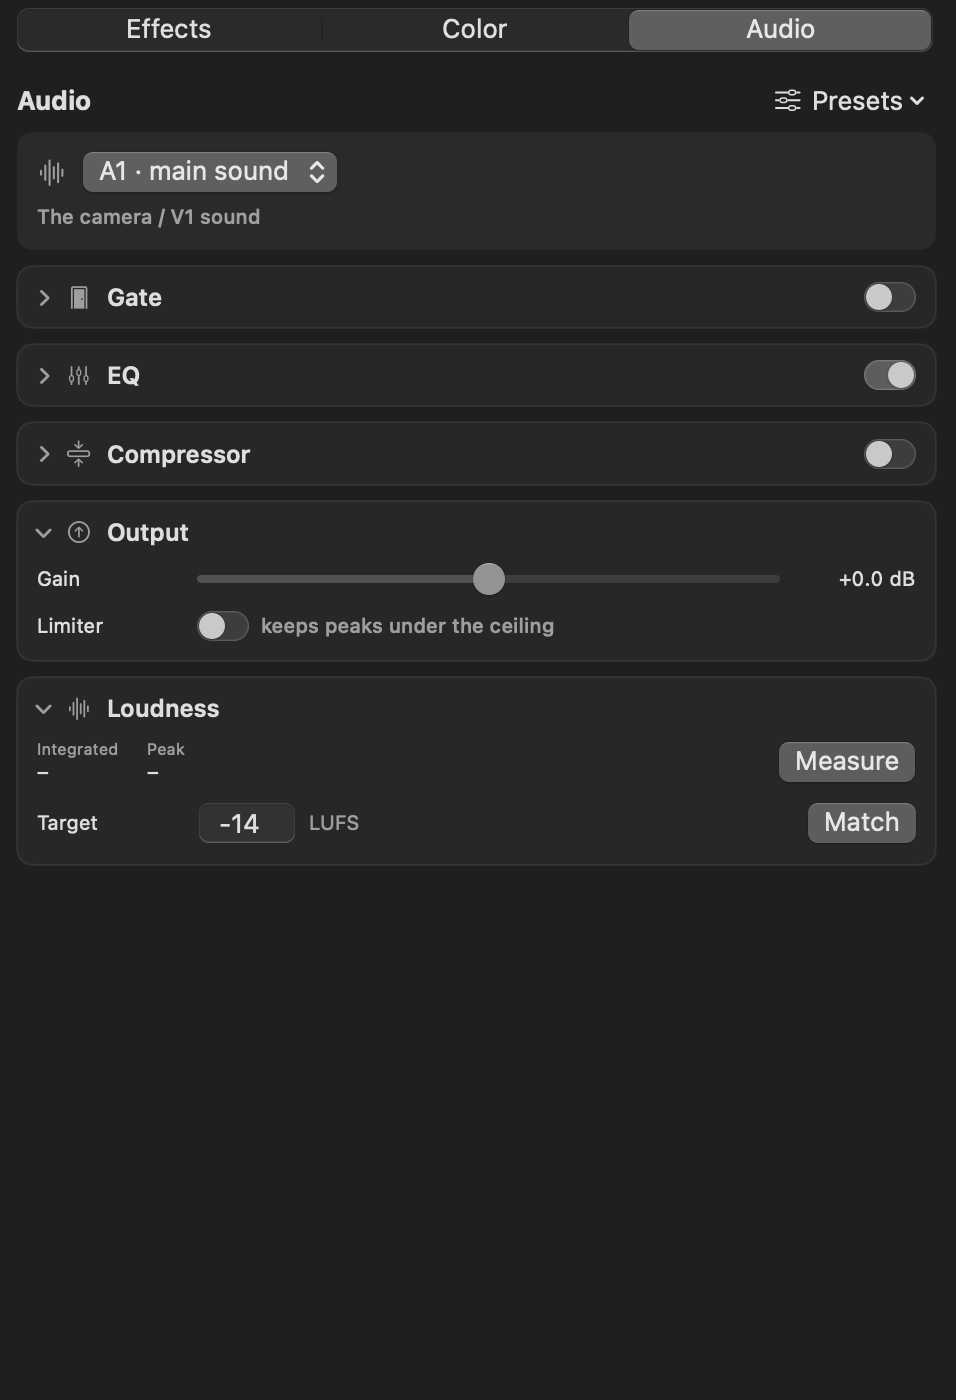 Effects Color Audio
Audio Presets
A1 · main sound
The camera / V1 sound
Gate
EQ
Compressor
Output
Gain +0.0 dB
Limiter keeps peaks under the ceiling
Loudness
Integrated Peak
– –
Measure
Target -14 LUFS Match